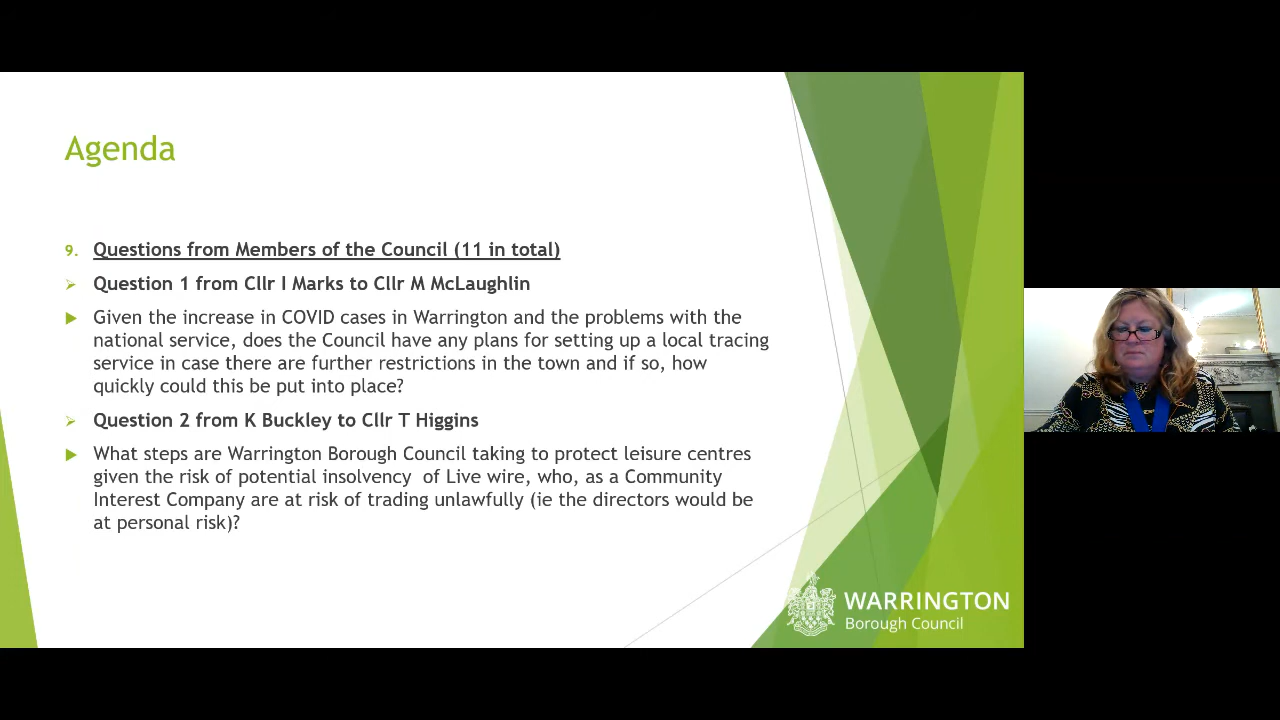 Agenda
9. Questions from Members of the Council (11 in total)
Question 1 from Cllr I Marks to Cllr M McLaughlin
Given the increase in COVID cases in Warrington and the problems with the
national service, does the Council have any plans for setting up a local tracing
service in case there are further restrictions in the town and if so, how
quickly could this be put into place?
Question 2 from K Buckley to Cllr T Higgins
What steps are Warrington Borough Council taking to protect leisure centres
given the risk of potential insolvency  of Live wire, who, as a Community
Interest Company are at risk of trading unlawfully (ie the directors would be
at personal risk)?
WARRINGTON
Borough Council